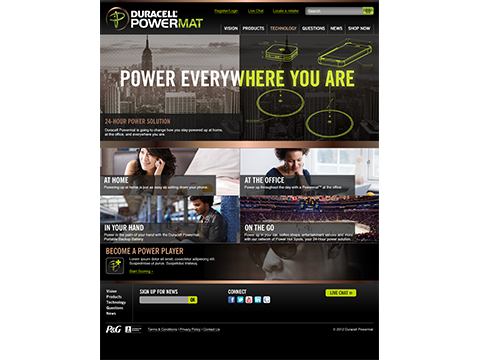 DURACELL
POWERMAT
Register/Login Live Chat Locate a retailer Search
VISION PRODUCTS TECHNOLOGY QUESTIONS NEWS SHOP NOW
POWER EVERYWHERE YOU ARE
24-HOUR POWER SOLUTION
Duracell Powermat is going to change how you stay powered up at home,
at the office, and everywhere you are.
AT HOME
Powering up at home is just as easy as setting down your phone.
AT THE OFFICE
Power up throughout the day with a Powermat™ at the office.
IN YOUR HAND
Power in the palm of your hand with the Duracell Powermat
Portable Backup Battery.
ON THE GO
Power up in your car, coffee shops, entertainment venues and more
with our network of Power Hot Spots, your 24-hour power solution.
BECOME A POWER PLAYER
Lorem ipsum dolor amet, consectetur adipiscing elit.
Suspendisse ut purus. Suspendisse
Start Scoring >
Vision
Products
Technology
Questions
News
SIGN UP FOR NEWS
OK
CONNECT
LIVE CHAT
P&G
Terms & Conditions | Privacy Policy | Contact Us
© 2012 Duracell Powermat